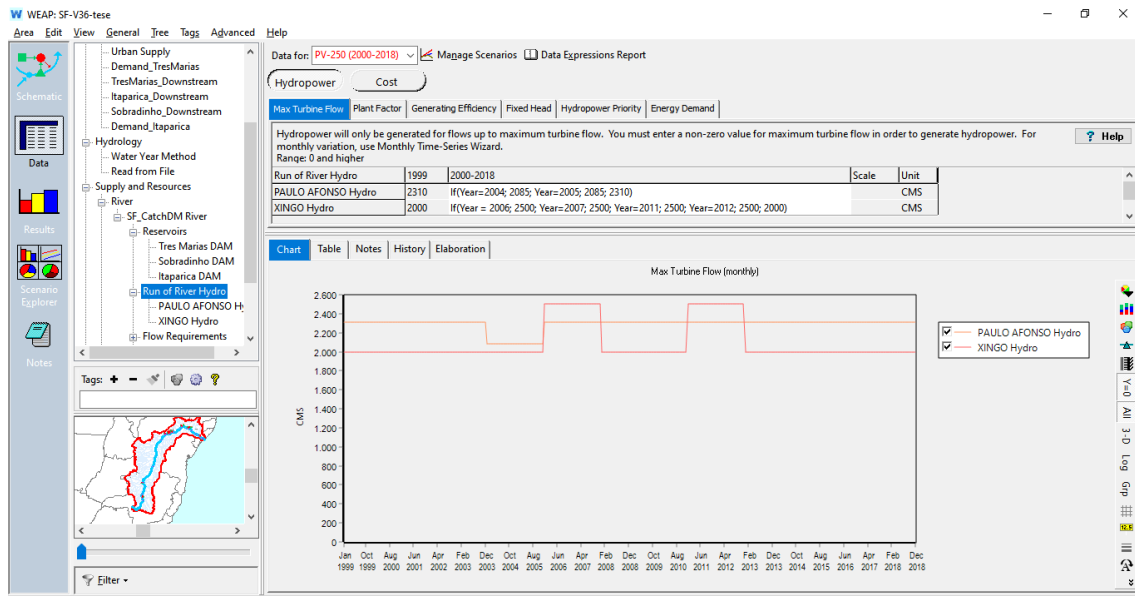 WEAP: SF-V36-tese
Area Edit View General Tree Tags Advanced Help
Schematic
Data
Results
Scenario
Explorer
Notes
Urban Supply
Demand_TresMarias
TresMarias_Downstream
Itaparica_Downstream
Sobradinho_Downstream
Demand_Itaparica
Hydrology
Water Year Method
Read from File
Supply and Resources
River
SF_CatchDM River
Reservoirs
Tres Marias DAM
Sobradinho DAM
Itaparica DAM
Run of River Hydro
PAULO AFONSO Hy
XINGO Hydro
Flow Requirements
Tags:
Filter
Data for: PV-250 (2000-2018) Manage Scenarios Data Expressions Report
Hydropower Cost
Max Turbine Flow Plant Factor Generating Efficiency Fixed Head Hydropower Priority Energy Demand
Hydropower will only be generated for flows up to maximum turbine flow. You must enter a non-zero value for maximum turbine flow in order to generate hydropower. For
monthly variation, use Monthly Time-Series Wizard.
Range: 0 and higher
? Help
Run of River Hydro 1999 2000-2018 Scale Unit
PAULO AFONSO Hydro 2310 If(Year=2004; 2085; Year=2005; 2085; 2310) CMS
XINGO Hydro 2000 If(Year = 2006; 2500; Year=2007; 2500; Year=2011; 2500; Year=2012; 2500; 2000) CMS
Chart Table Notes History Elaboration
Max Turbine Flow (monthly)
CMS
2.600
2.400
2.200
2.000
1.800
1.600
1.400
1.200
1.000
800
600
400
200
0
Jan Oct Aug Jun Apr Feb Dec Oct Aug Jun Apr Feb Dec Oct Aug Jun Apr Feb Dec Oct Aug Jun Apr Feb Dec
1999 1999 2000 2001 2002 2003 2003 2004 2005 2006 2007 2008 2008 2009 2010 2011 2012 2013 2013 2014 2015 2016 2017 2018 2018
PAULO AFONSO Hydro
XINGO Hydro
Y=0
All
3-D
Log
Grp
12.5